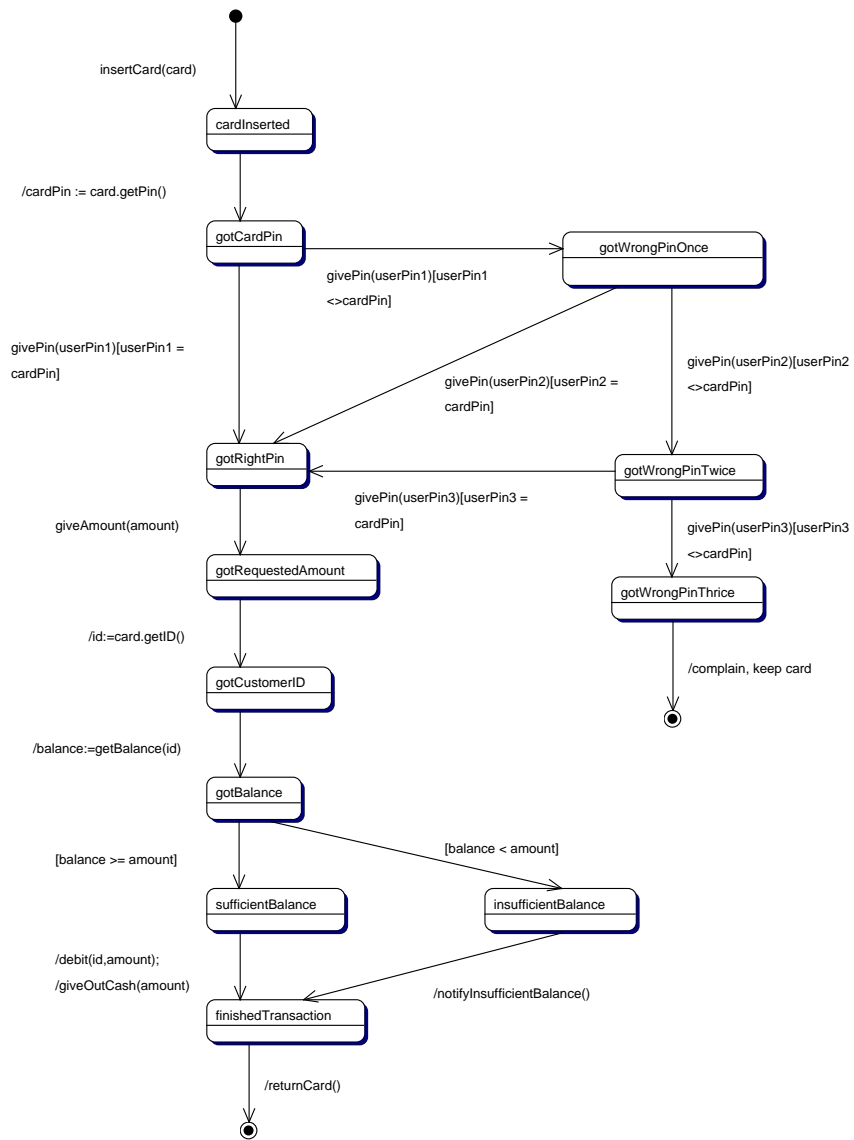 insertCard(card)
cardInserted
/cardPin := card.getPin()
gotCardPin
gotWrongPinOnce
givePin(userPin1)[userPin1
<>cardPin]
givePin(userPin1)[userPin1 =
cardPin]
givePin(userPin2)[userPin2 =
cardPin]
givePin(userPin2)[userPin2
<>cardPin]
gotRightPin
gotWrongPinTwice
givePin(userPin3)[userPin3 =
cardPin]
givePin(userPin3)[userPin3
<>cardPin]
giveAmount(amount)
gotRequestedAmount
gotWrongPinThrice
/id:=card.getID()
/complain, keep card
gotCustomerID
/balance:=getBalance(id)
gotBalance
[balance >= amount]
[balance < amount]
sufficientBalance
insufficientBalance
/debit(id,amount);
/giveOutCash(amount)
/notifyInsufficientBalance()
finishedTransaction
/returnCard()